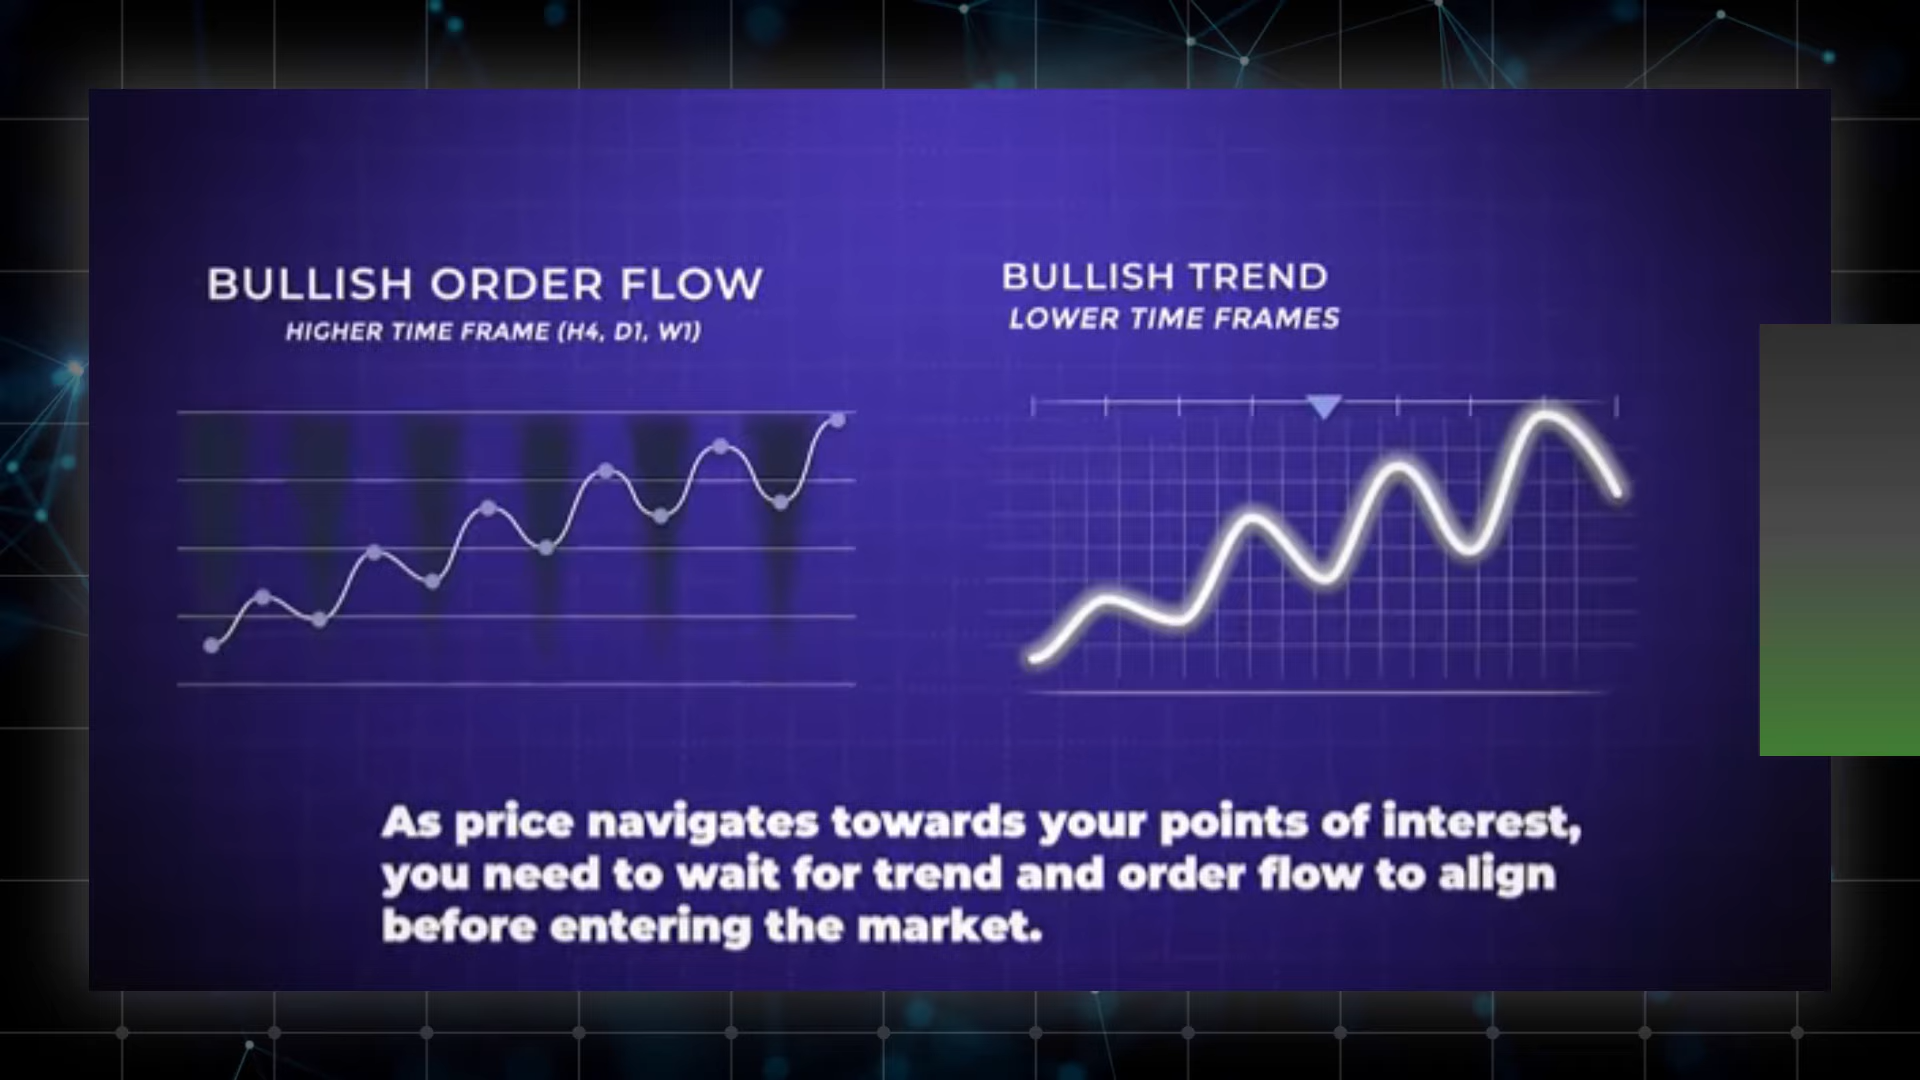 BULLISH ORDER FLOW
HIGHER TIME FRAME (H4, D1, W1)
BULLISH TREND
LOWER TIME FRAMES
As price navigates towards your points of interest,
you need to wait for trend and order flow to align
before entering the market.